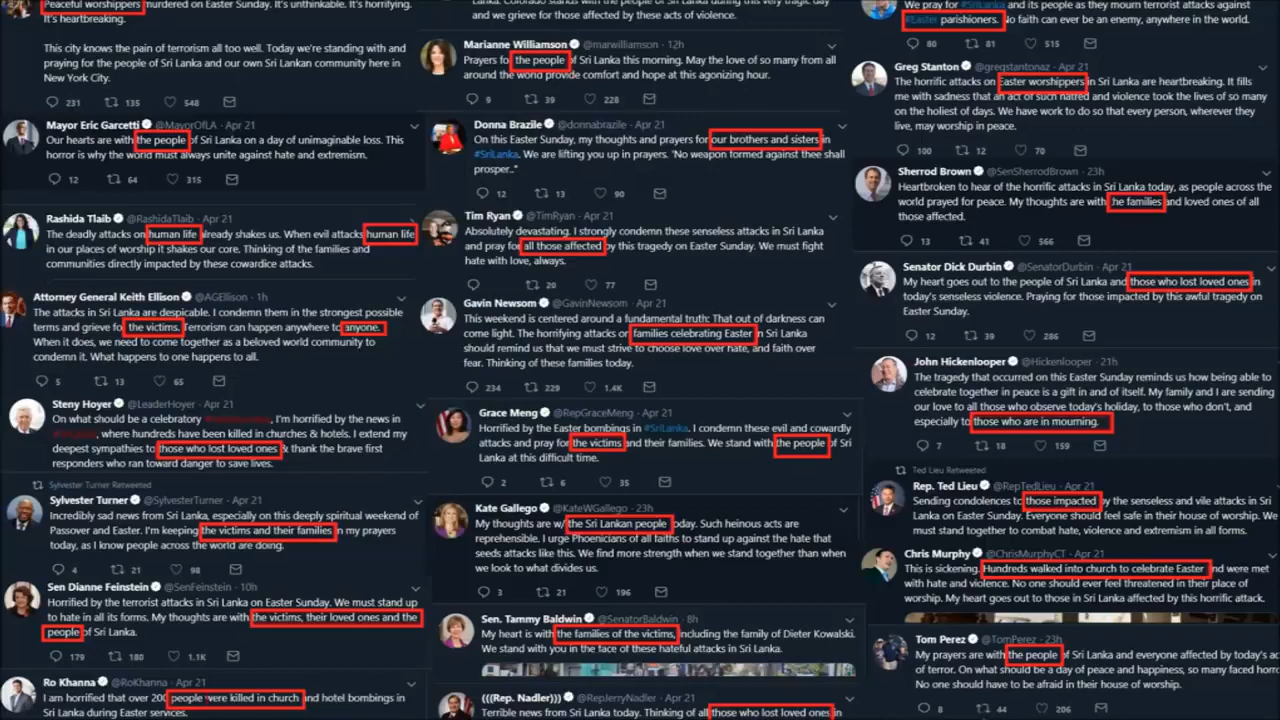 Peaceful worshippers murdered on Easter Sunday. It's unthinkable. It's horrifying.
It's heartbreaking.
This city knows the pain of terrorism all too well. Today we're standing with and
praying for the people of Sri Lanka and our own Sri Lankan community here in
New York City.
231 135 548
Mayor Eric Garcetti @MayorOfLA · Apr 21
Our hearts are with the people of Sri Lanka on a day of unimaginable loss. This
horror is why the world must always unite against hate and extremism.
12 64 315
Rashida Tlaib @RashidaTlaib · Apr 21
The deadly attacks on human life already shakes us. When evil attacks human life
in our places of worship it shakes our core. Thinking of the families and
communities directly impacted by these cowardice attacks.
Attorney General Keith Ellison @AGEllison · 1h
The attacks in Sri Lanka are despicable. I condemn them in the strongest possible
terms and grieve for the victims. Terrorism can happen anywhere to anyone.
When it does, we need to come together as a beloved world community to
condemn it. What happens to one happens to all.
5 13 65
Steny Hoyer @LeaderHoyer · Apr 21
On what should be a celebratory I'm horrified by the news in
where hundreds have been killed in churches & hotels. I extend my
deepest sympathies to those who lost loved ones & thank the brave first
responders who ran toward danger to save lives.
Sylvester Turner Retweeted
Sylvester Turner @SylvesterTurner · Apr 21
Incredibly sad news from Sri Lanka, especially on this deeply spiritual weekend of
Passover and Easter. I'm keeping the victims and their families in my prayers
today, as I know people across the world are doing.
4 21 98
Sen Dianne Feinstein @SenFeinstein · 10h
Horrified by the terrorist attacks in Sri Lanka on Easter Sunday. We must stand up
to hate in all its forms. My thoughts are with the victims, their loved ones and the
people of Sri Lanka.
179 180 1.1K
Ro Khanna @RoKhanna · Apr 21
I am horrified that over 200 people were killed in church and hotel bombings in
Sri Lanka during Easter services.
Colorado stands with the people of Sri Lanka during this very tragic day
and we grieve for those affected by these acts of violence.
Marianne Williamson @marwilliamson · 12h
Prayers for the people of Sri Lanka this morning. May the love of so many from all
around the world provide comfort and hope at this agonizing hour.
9 39 228
Donna Brazile @donnabrazile · Apr 21
On this Easter Sunday, my thoughts and prayers for our brothers and sisters in
#SriLanka. We are lifting you up in prayers. "No weapon formed against thee shall
prosper.."
12 13 90
Tim Ryan @TimRyan · Apr 21
Absolutely devastating. I strongly condemn these senseless attacks in Sri Lanka
and pray for all those affected by this tragedy on Easter Sunday. We must fight
hate with love, always.
20 77
Gavin Newsom @GavinNewsom · Apr 21
This weekend is centered around a fundamental truth: That out of darkness can
come light. The horrifying attacks on families celebrating Easter in Sri Lanka
should remind us that we must strive to choose love over hate, and faith over
fear. Thinking of these families today.
234 229 1.4K
Grace Meng @RepGraceMeng · Apr 21
Horrified by the Easter bombings in #SriLanka. I condemn these evil and cowardly
attacks and pray for the victims and their families. We stand with the people of Sri
Lanka at this difficult time.
2 6 35
Kate Gallego @KateWGallego · 23h
My thoughts are w/ the Sri Lankan people today. Such heinous acts are
reprehensible. I urge Phoenicians of all faiths to stand up against the hate that
seeds attacks like this. We find more strength when we stand together than when
we look to what divides us.
3 21 196
Sen. Tammy Baldwin @SenatorBaldwin · 8h
My heart is with the families of the victims, including the family of Dieter Kowalski.
We stand with you in the face of these hateful attacks in Sri Lanka.
(((Rep. Nadler))) @RepJerryNadler · Apr 21
Terrible news from Sri Lanka today. Thinking of all those who lost loved ones in
We pray for #SriLanka and its people as they mourn terrorist attacks against
#Easter parishioners. No faith can ever be an enemy, anywhere in the world.
80 81 515
Greg Stanton @gregstantonaz · Apr 21
The horrific attacks on Easter worshippers in Sri Lanka are heartbreaking. It fills
me with sadness that an act of such hatred and violence took the lives of so many
on the holiest of days. We have work to do so that every person, wherever they
live, may worship in peace.
100 12 70
Sherrod Brown @SenSherrodBrown · 23h
Heartbroken to hear of the horrific attacks in Sri Lanka today, as people across the
world prayed for peace. My thoughts are with the families and loved ones of all
those affected.
13 41 566
Senator Dick Durbin @SenatorDurbin · Apr 21
My heart goes out to the people of Sri Lanka and those who lost loved ones in
today's senseless violence. Praying for those impacted by this awful tragedy on
Easter Sunday.
12 39 286
John Hickenlooper @Hickenlooper · 21h
The tragedy that occurred on this Easter Sunday reminds us how being able to
celebrate together in peace is a gift in and of itself. My family and I are sending
our love to all those who observe today's holiday, to those who don't, and
especially to those who are in mourning.
7 18 159
Ted Lieu Retweeted
Rep. Ted Lieu @RepTedLieu · Apr 21
Sending condolences to those impacted by the senseless and vile attacks in Sri
Lanka on Easter Sunday. Everyone should feel safe in their house of worship. We
must stand together to combat hate, violence and extremism in all forms.
Chris Murphy @ChrisMurphyCT · Apr 21
This is sickening. Hundreds walked into church to celebrate Easter and were met
with hate and violence. No one should ever feel threatened in their place of
worship. My heart goes out to those in Sri Lanka affected by this horrific attack.
Tom Perez @TomPerez · 23h
My prayers are with the people of Sri Lanka and everyone affected by today's ac
of terror. On what should be a day of peace and happiness, so many faced horro
No one should have to be afraid in their house of worship.
8 44 206